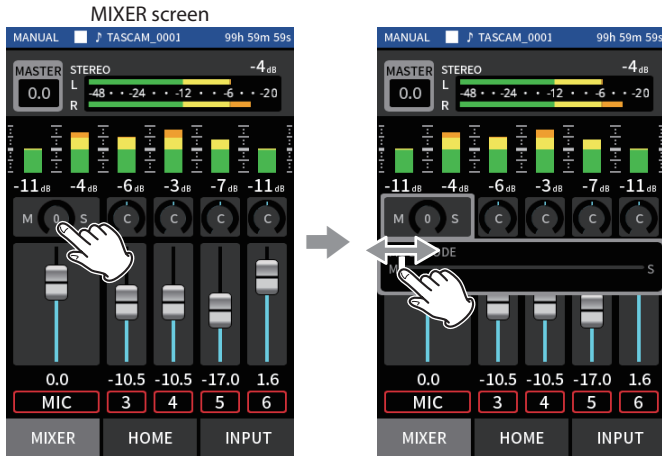 MIXER screen
MANUAL ♪ TASCAM_0001 99h 59m 59s
MASTER STEREO -4dB
0.0 L
-48 · · -24 · · -12 · · -6 · · -20
R
-11dB -4dB -6dB -3dB -7dB -11dB
M 0 S C C C C
0.0 -10.5 -10.5 -17.0 1.6
MIC 3 4 5 6
MIXER HOME INPUT
MANUAL ♪ TASCAM_0001 99h 59m 59s
MASTER STEREO -4dB
0.0 L
-48 · · -24 · · -12 · · -6 · · -20
R
-11dB -4dB -6dB -3dB -7dB -11dB
M 0 S C C C C
M S
0.0 -10.5 -10.5 -17.0 1.6
MIC 3 4 5 6
MIXER HOME INPUT